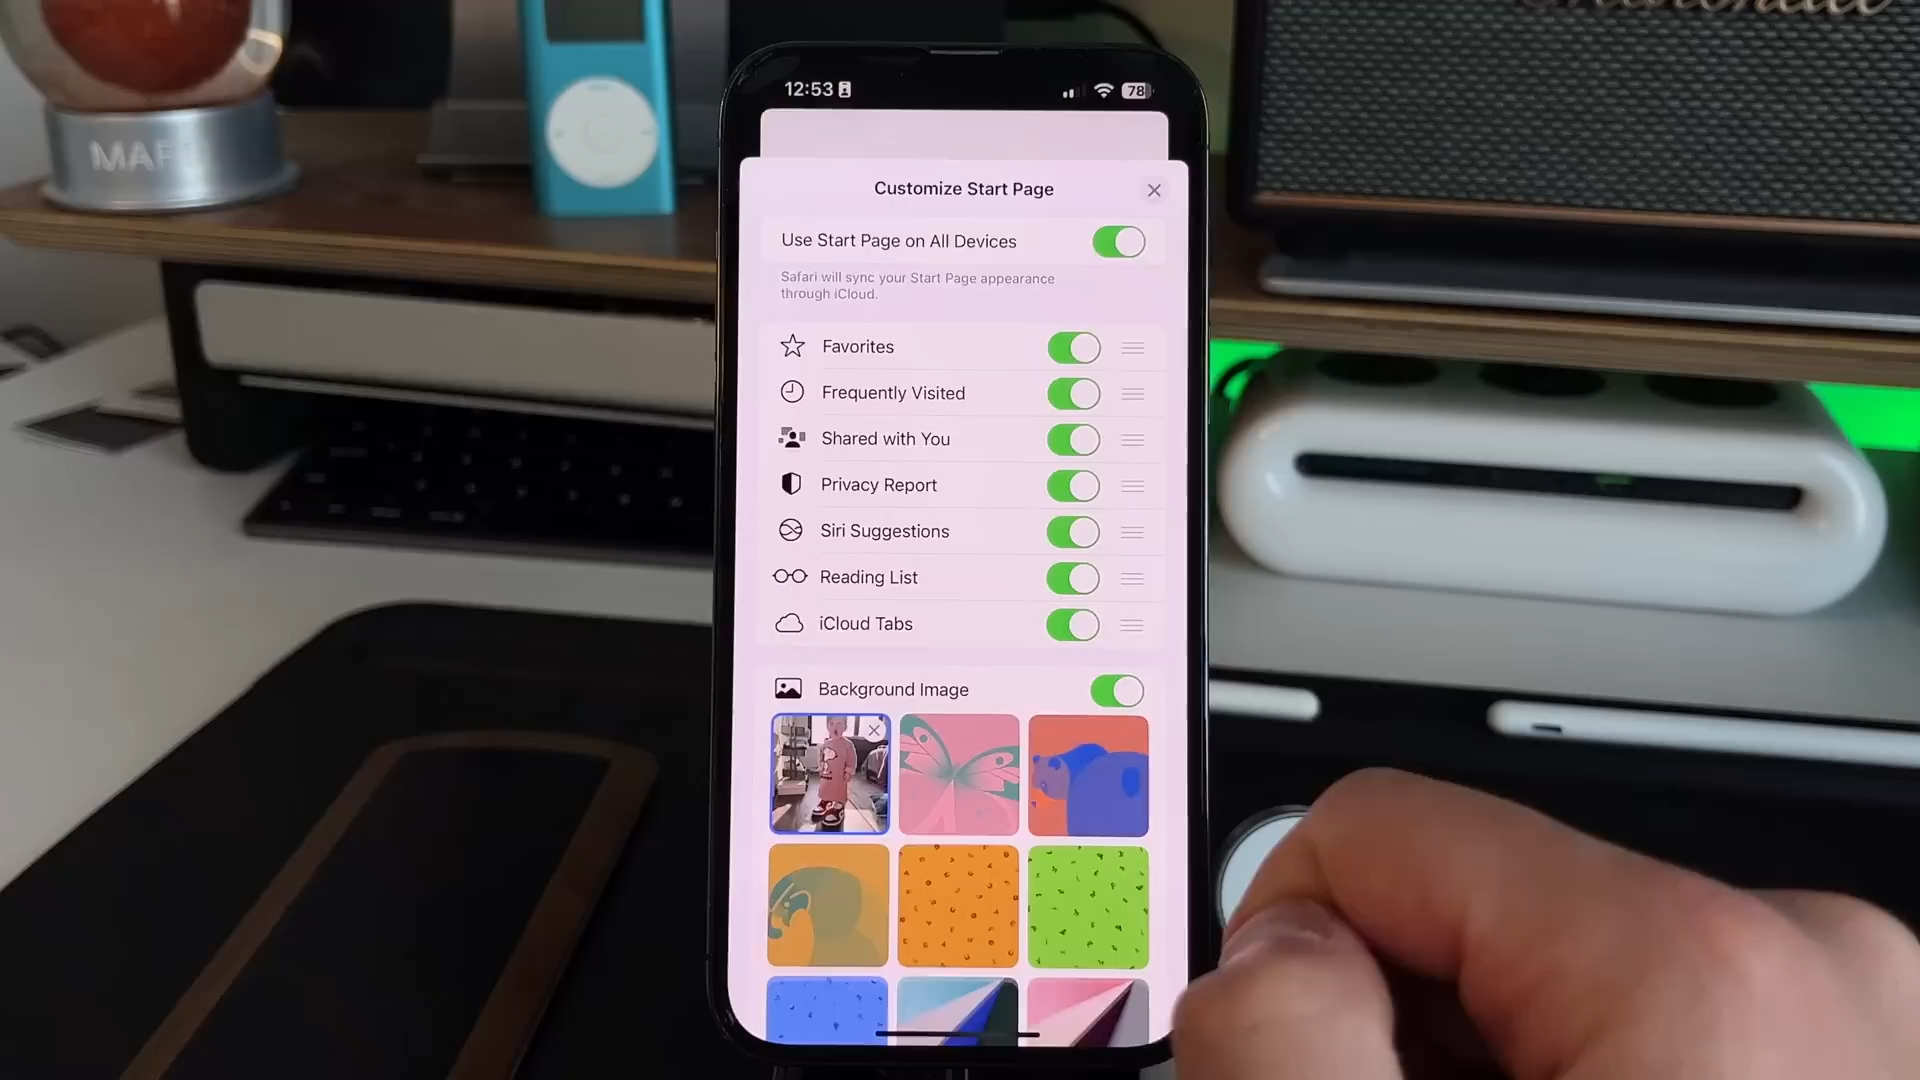 12:53
78
Customize Start Page
Use Start Page on All Devices
Safari will sync your Start Page appearance
through iCloud.
Favorites
Frequently Visited
Shared with You
Privacy Report
Siri Suggestions
Reading List
iCloud Tabs
Background Image